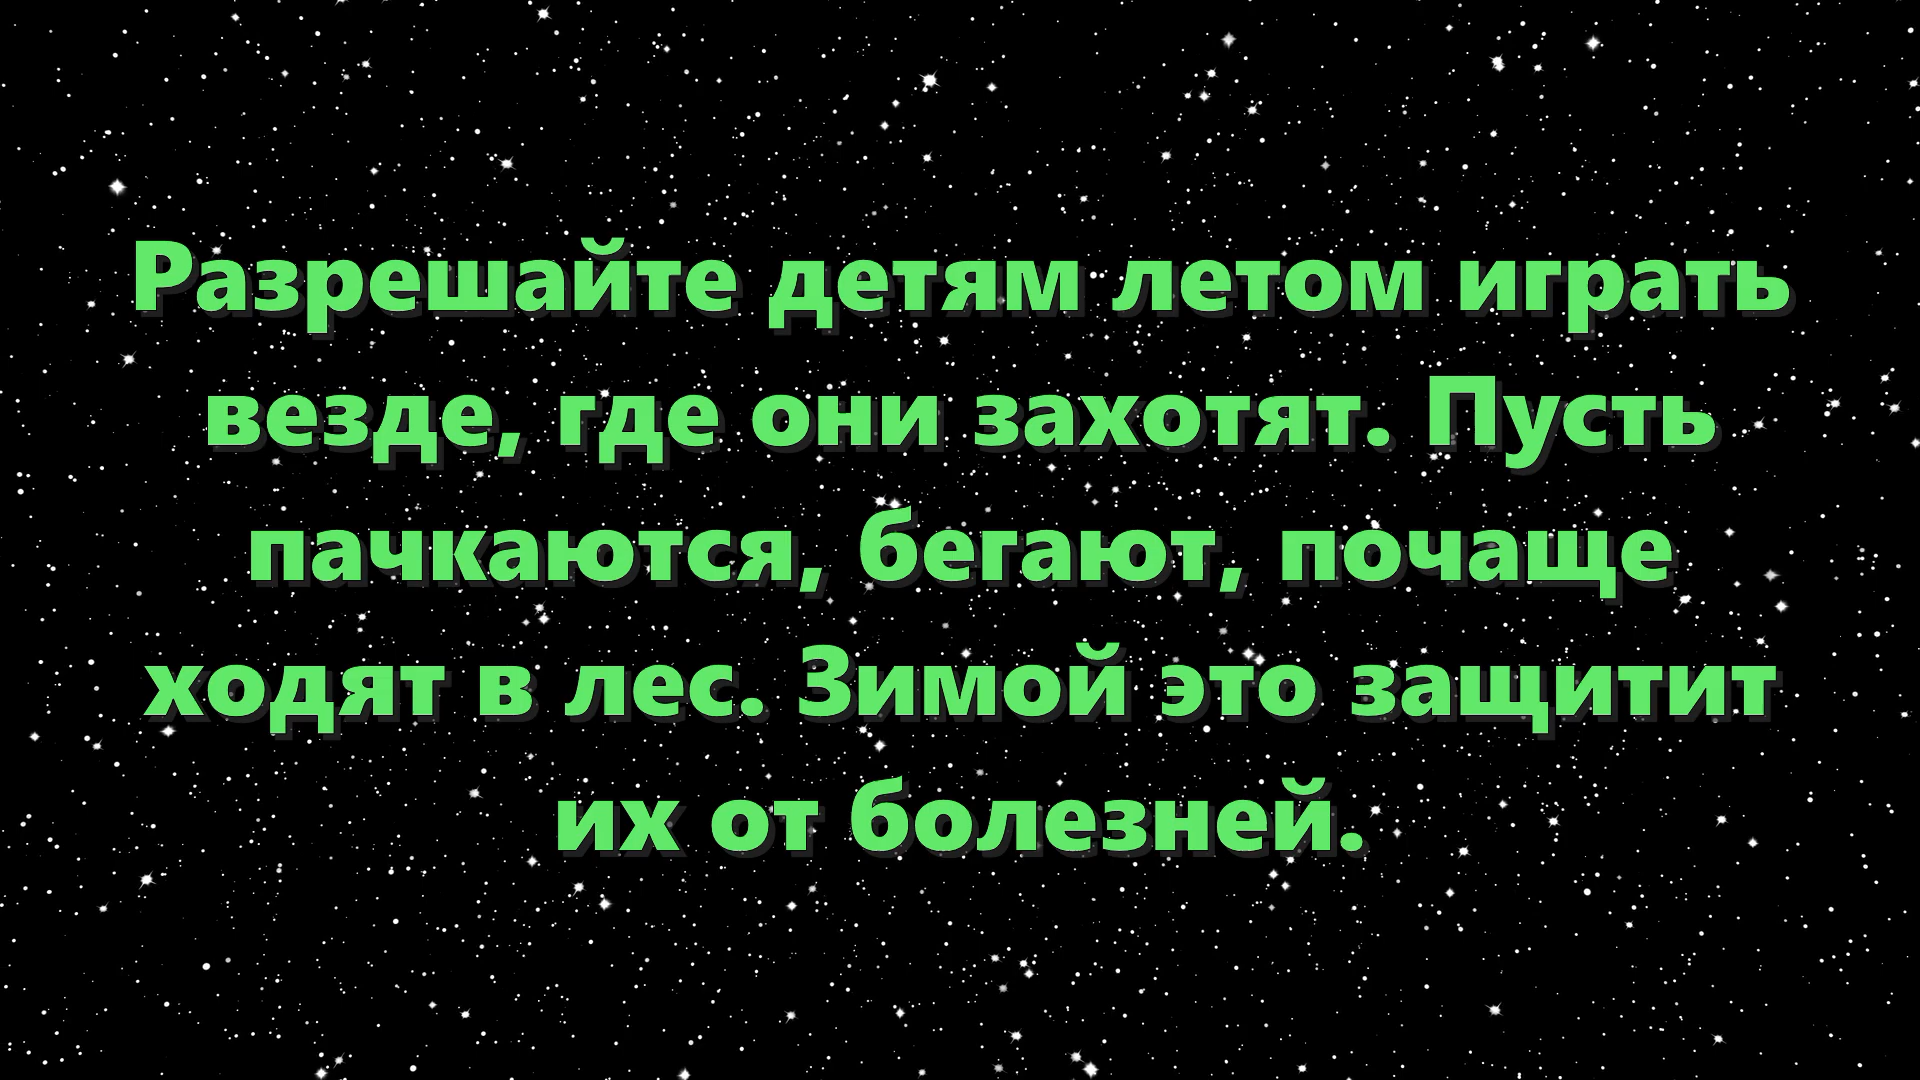 Разрешайте детям летом играть
везде, где они захотят. Пусть
пачкаются, бегают, почаще
ходят в лес. Зимой это защитит
их от болезней.